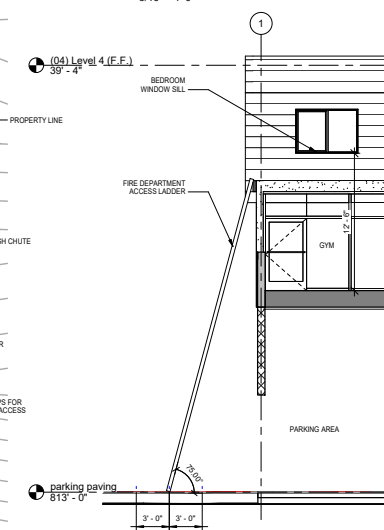 1
(04) Level 4 (F.F.)
39' - 4"
BEDROOM
WINDOW SILL
PROPERTY LINE
FIRE DEPARTMENT
ACCESS LADDER
SH CHUTE
GYM
12' - 6"
R
PS FOR
ACCESS
PARKING AREA
75.00°
parking paving
813' - 0"
3' - 0"
3' - 0"